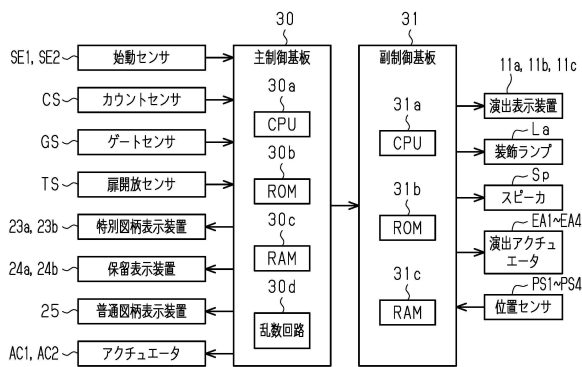 30
31
SE1, SE2
始動センサ
CS
カウントセンサ
GS
ゲートセンサ
TS
扉開放センサ
23a, 23b
特別図柄表示装置
24a, 24b
保留表示装置
25
普通図柄表示装置
AC1, AC2
アクチュエータ
主制御基板
30a
CPU
30b
ROM
30c
RAM
30d
乱数回路
副制御基板
31a
CPU
31b
ROM
31c
RAM
11a, 11b, 11c
演出表示装置
La
装飾ランプ
Sp
スピーカ
EA1~EA4
演出アクチュ
エータ
PS1~PS4
位置センサ